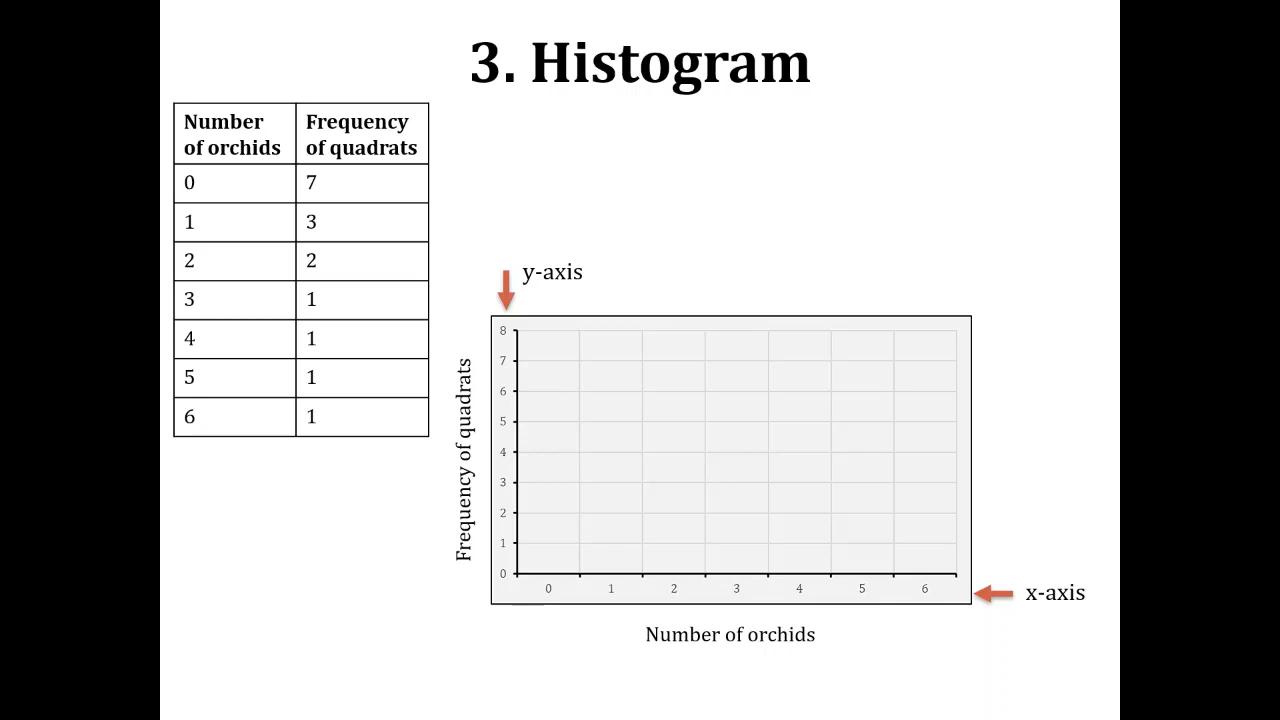 3. Histogram
Number Frequency
of orchids of quadrats
0 7
1 3
2 2
3 1
4 1
5 1
6 1
y-axis
Frequency of quadrats
8
7
6
5
4
3
2
1
0
0 1 2 3 4 5 6
x-axis
Number of orchids